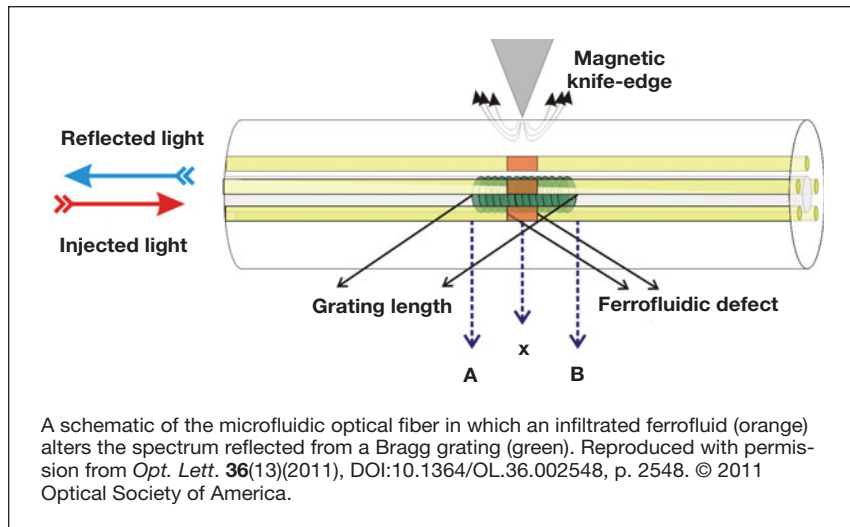 Magnetic
knife-edge
Reflected light
Injected light
Grating length
Ferrofluidic defect
x
A
B
A schematic of the microfluidic optical fiber in which an infiltrated ferrofluid (orange)
alters the spectrum reflected from a Bragg grating (green). Reproduced with permis-
sion from Opt. Lett. 36(13)(2011), DOI:10.1364/OL.36.002548, p. 2548. © 2011
Optical Society of America.